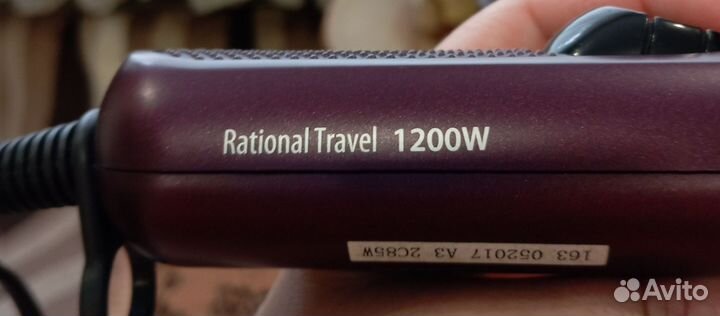 Rational Travel 1200W
163 052017 A3 2C85W
Avito